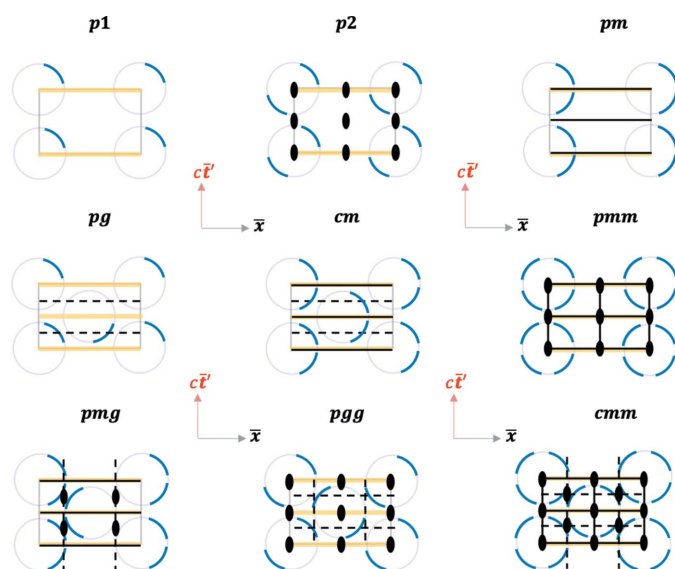 p1 p2 pm
ct̄′ x̄ ct̄′ x̄
pg cm pmm
ct̄′ x̄ ct̄′ x̄
pmg pgg cmm